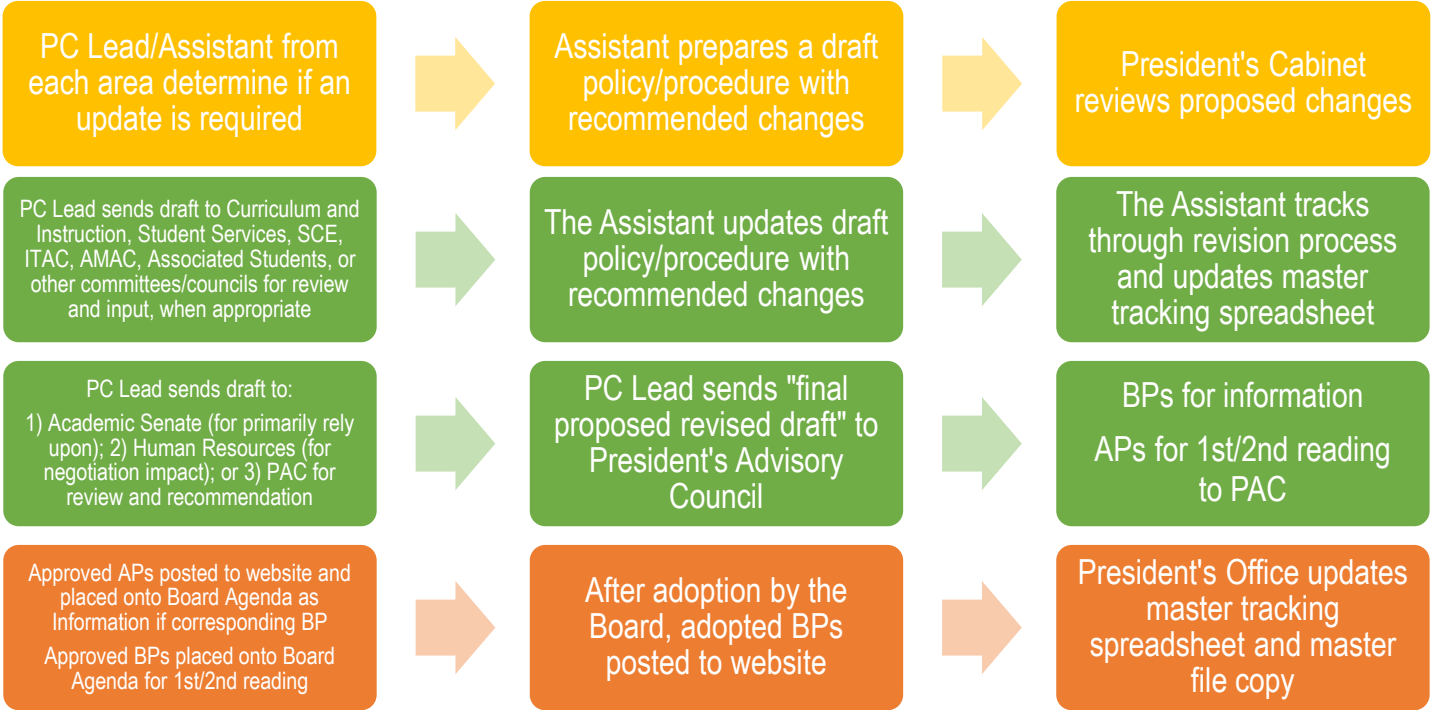 PC Lead/Assistant from
each area determine if an
update is required
Assistant prepares a draft
policy/procedure with
recommended changes
President's Cabinet
reviews proposed changes
PC Lead sends draft to Curriculum and
Instruction, Student Services, SCE,
ITAC, AMAC, Associated Students, or
other committees/councils for review
and input, when appropriate
The Assistant updates draft
policy/procedure with
recommended changes
The Assistant tracks
through revision process
and updates master
tracking spreadsheet
PC Lead sends draft to:
1) Academic Senate (for primarily rely
upon); 2) Human Resources (for
negotiation impact); or 3) PAC for
review and recommendation
PC Lead sends "final
proposed revised draft" to
President's Advisory
Council
BPs for information
APs for 1st/2nd reading
to PAC
Approved APs posted to website and
placed onto Board Agenda as
Information if corresponding BP
Approved BPs placed onto Board
Agenda for 1st/2nd reading
After adoption by the
Board, adopted BPs
posted to website
President's Office updates
master tracking
spreadsheet and master
file copy